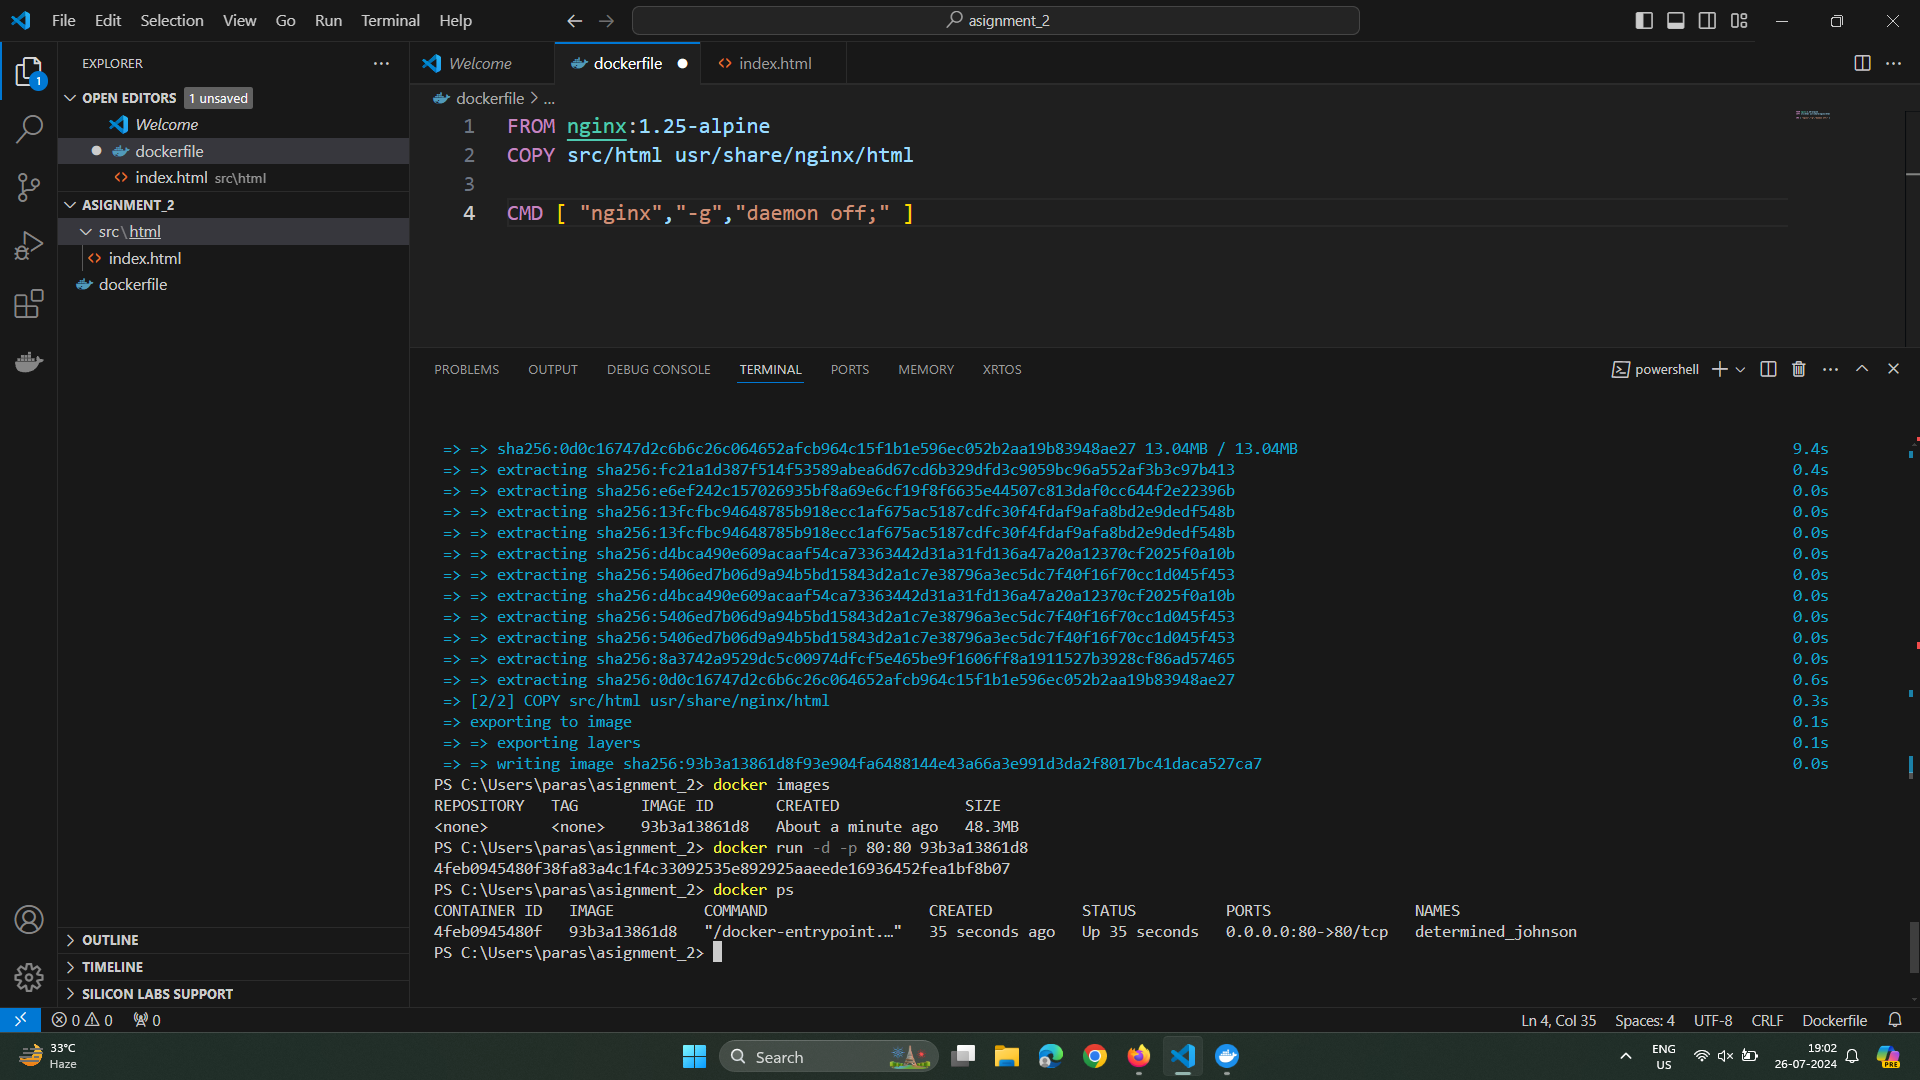 File Edit Selection View Go Run Terminal Help
asignment_2
EXPLORER
1
OPEN EDITORS 1 unsaved
Welcome
dockerfile
index.html src\html
ASIGNMENT_2
src\html
index.html
dockerfile
OUTLINE
TIMELINE
SILICON LABS SUPPORT
Welcome dockerfile index.html
dockerfile > ...
1 FROM nginx:1.25-alpine
2 COPY src/html usr/share/nginx/html
3
4 CMD [ "nginx","-g","daemon off;" ]
PROBLEMS OUTPUT DEBUG CONSOLE TERMINAL PORTS MEMORY XRTOS
powershell
=> => sha256:0d0c16747d2c6b6c26c064652afcb964c15f1b1e596ec052b2aa19b83948ae27 13.04MB / 13.04MB 9.4s
=> => extracting sha256:fc21a1d387f514f53589abea6d67cd6b329dfd3c9059bc96a552af3b3c97b413 0.4s
=> => extracting sha256:e6ef242c157026935bf8a69e6cf19f8f6635e44507c813daf0cc644f2e22396b 0.0s
=> => extracting sha256:13fcfbc94648785b918ecc1af675ac5187cdfc30f4fdaf9afa8bd2e9dedf548b 0.0s
=> => extracting sha256:13fcfbc94648785b918ecc1af675ac5187cdfc30f4fdaf9afa8bd2e9dedf548b 0.0s
=> => extracting sha256:d4bca490e609acaaf54ca73363442d31a31fd136a47a20a12370cf2025f0a10b 0.0s
=> => extracting sha256:5406ed7b06d9a94b5bd15843d2a1c7e38796a3ec5dc7f40f16f70cc1d045f453 0.0s
=> => extracting sha256:d4bca490e609acaaf54ca73363442d31a31fd136a47a20a12370cf2025f0a10b 0.0s
=> => extracting sha256:5406ed7b06d9a94b5bd15843d2a1c7e38796a3ec5dc7f40f16f70cc1d045f453 0.0s
=> => extracting sha256:5406ed7b06d9a94b5bd15843d2a1c7e38796a3ec5dc7f40f16f70cc1d045f453 0.0s
=> => extracting sha256:8a3742a9529dc5c00974dfcf5e465be9f1606ff8a1911527b3928cf86ad57465 0.0s
=> => extracting sha256:0d0c16747d2c6b6c26c064652afcb964c15f1b1e596ec052b2aa19b83948ae27 0.6s
=> [2/2] COPY src/html usr/share/nginx/html 0.3s
=> exporting to image 0.1s
=> => exporting layers 0.1s
=> => writing image sha256:93b3a13861d8f93e904fa6488144e43a66a3e991d3da2f8017bc41daca527ca7 0.0s
PS C:\Users\paras\asignment_2> docker images
REPOSITORY TAG IMAGE ID CREATED SIZE
<none> <none> 93b3a13861d8 About a minute ago 48.3MB
PS C:\Users\paras\asignment_2> docker run -d -p 80:80 93b3a13861d8
4feb0945480f38fa83a4c1f4c33092535e892925aaeede16936452fea1bf8b07
PS C:\Users\paras\asignment_2> docker ps
CONTAINER ID IMAGE COMMAND CREATED STATUS PORTS NAMES
4feb0945480f 93b3a13861d8 "/docker-entrypoint.…" 35 seconds ago Up 35 seconds 0.0.0.0:80->80/tcp determined_johnson
PS C:\Users\paras\asignment_2>
0 0 0 Ln 4, Col 35 Spaces: 4 UTF-8 CRLF Dockerfile
33°C
Haze
Search
ENG
US
19:02
26-07-2024
PRE